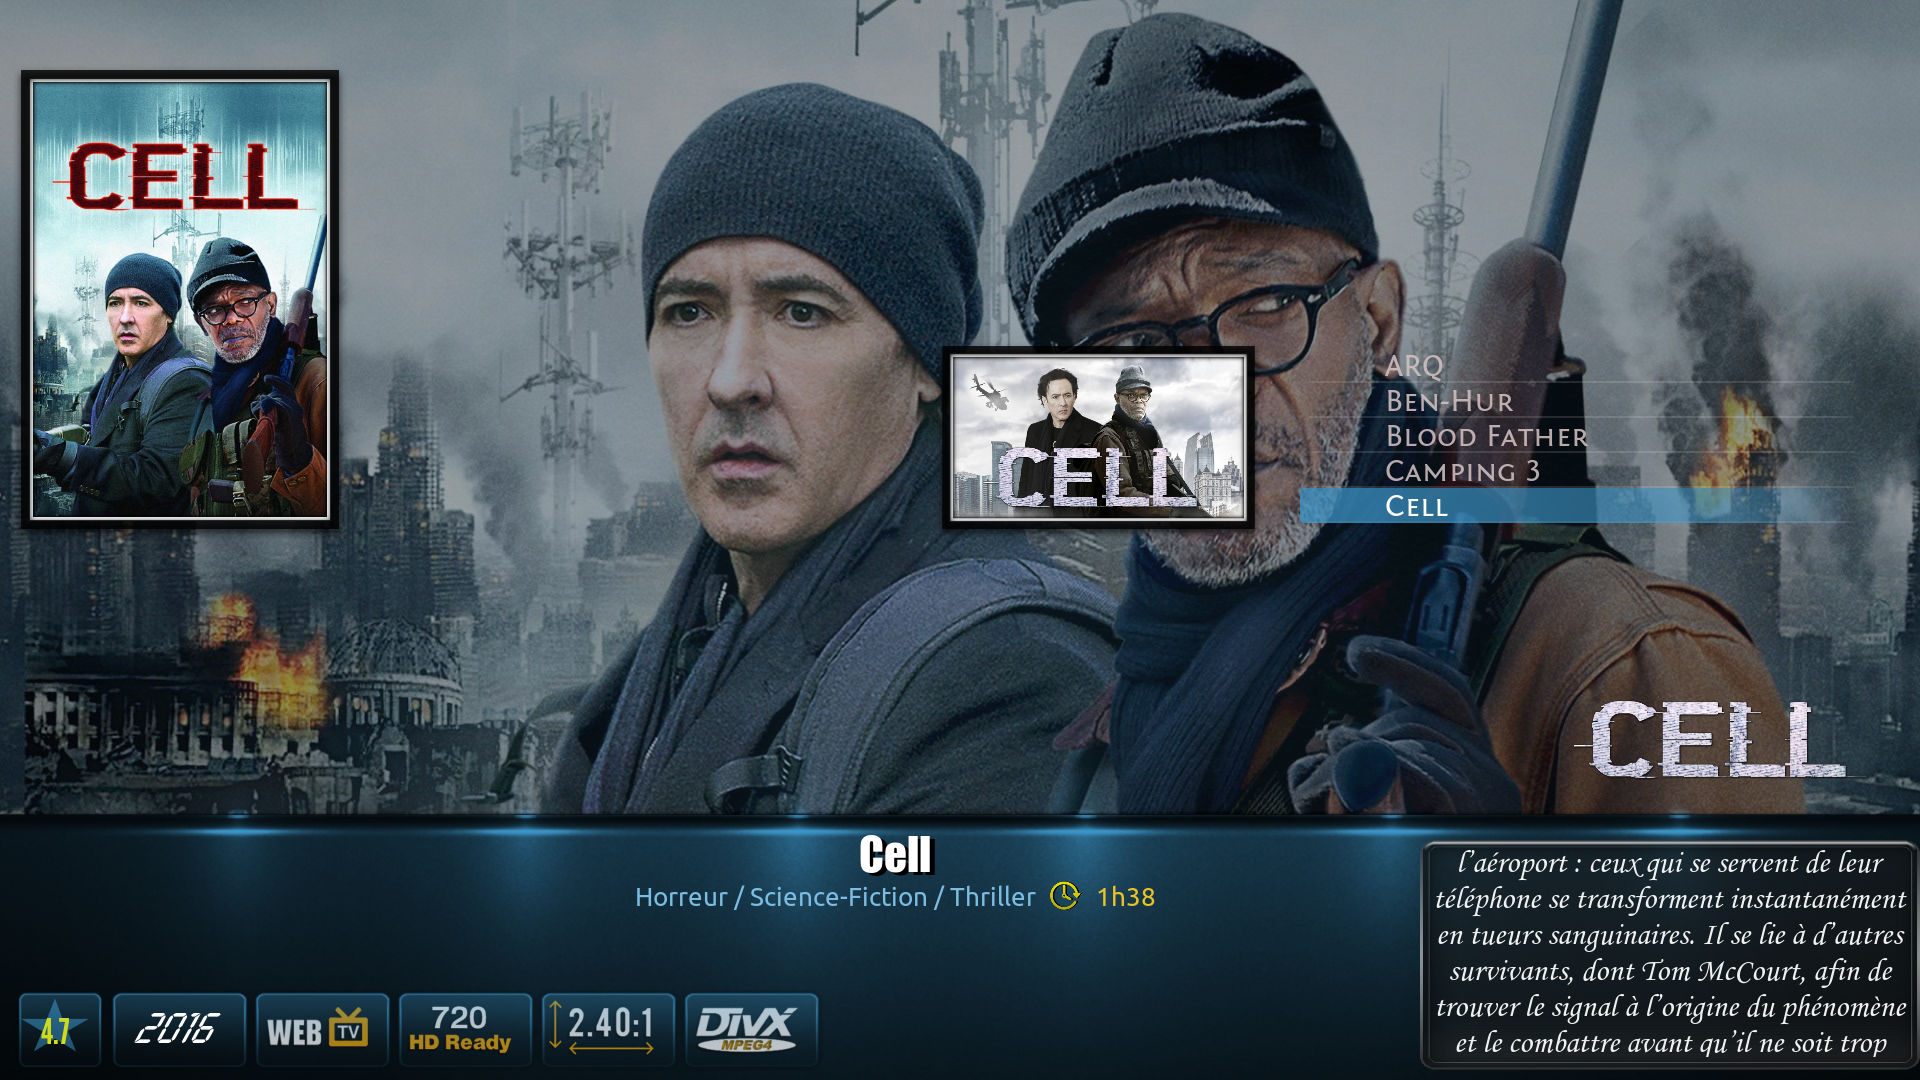 CELL
CELL
ARQ
Ben-Hur
Blood Father
Camping 3
Cell
CELL
Cell
Horreur / Science-Fiction / Thriller 1h38
l'aéroport : ceux qui se servent de leur
téléphone se transforment instantanément
en tueurs sanguinaires. Il se lie à d'autres
survivants, dont Tom McCourt, afin de
trouver le signal à l'origine du phénomène
et le combattre avant qu'il ne soit trop
4.7
2016
WEB TV
720
HD Ready
2.40:1
DivX
MPEG4